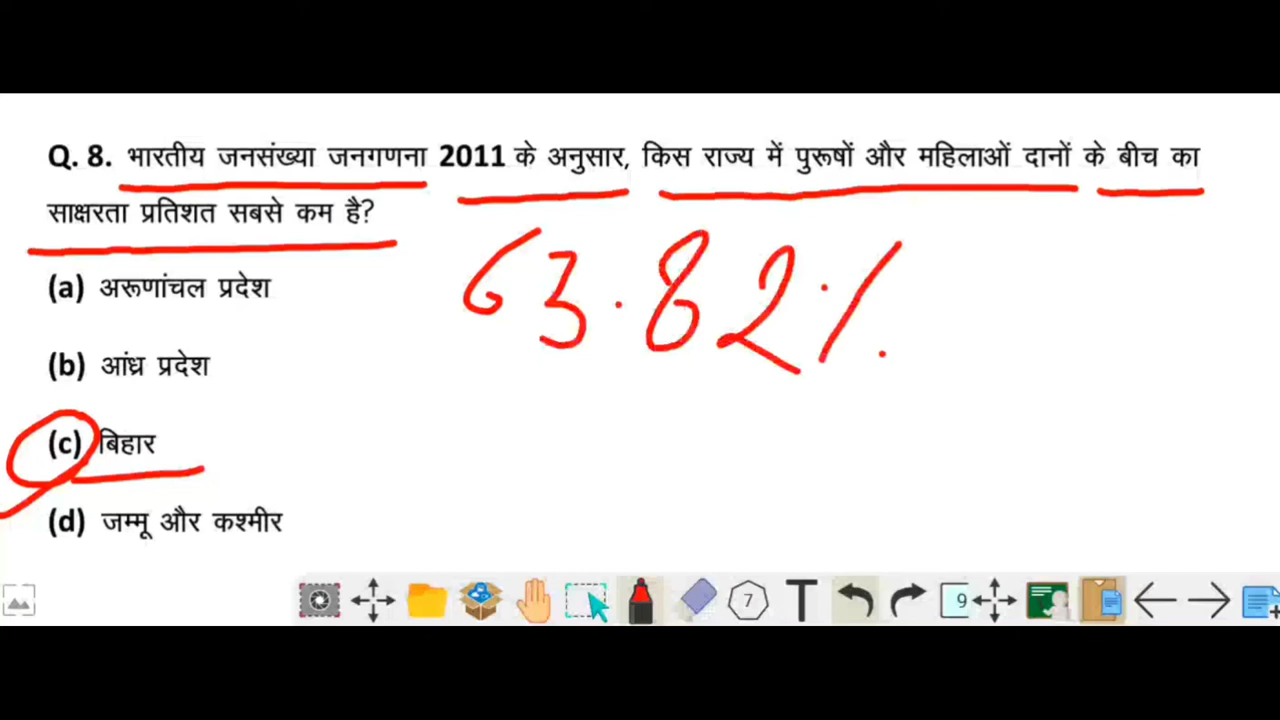 Q. 8. भारतीय जनसंख्या जनगणना 2011 के अनुसार, किस राज्य में पुरूषों और महिलाओं दानों के बीच का
साक्षरता प्रतिशत सबसे कम है?
63.82%
(a) अरूणांचल प्रदेश
(b) आंध्र प्रदेश
(c) बिहार
(d) जम्मू और कश्मीर
7 T 9